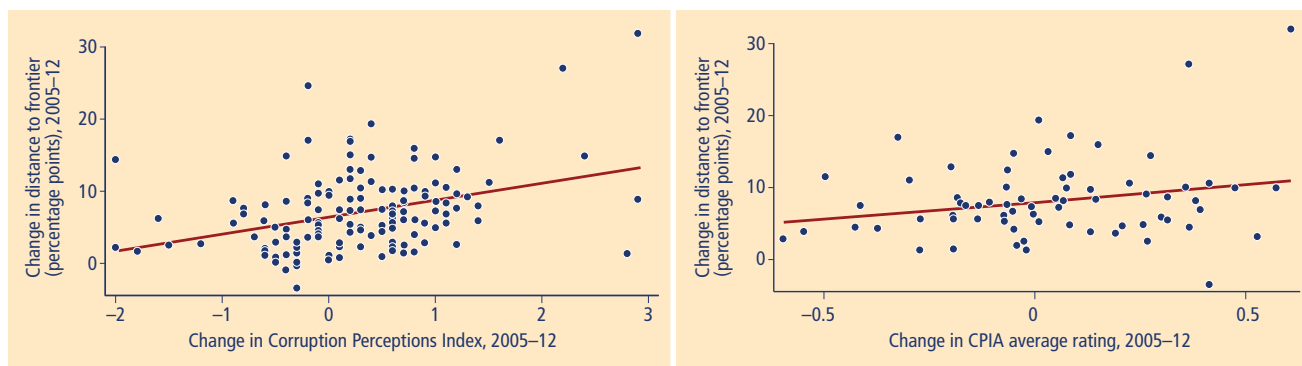 Change in distance to frontier
(percentage points), 2005–12
30
20
10
0
–2 –1 0 1 2 3
Change in Corruption Perceptions Index, 2005–12
Change in distance to frontier
(percentage points), 2005–12
30
20
10
0
–0.5 0 0.5
Change in CPIA average rating, 2005–12